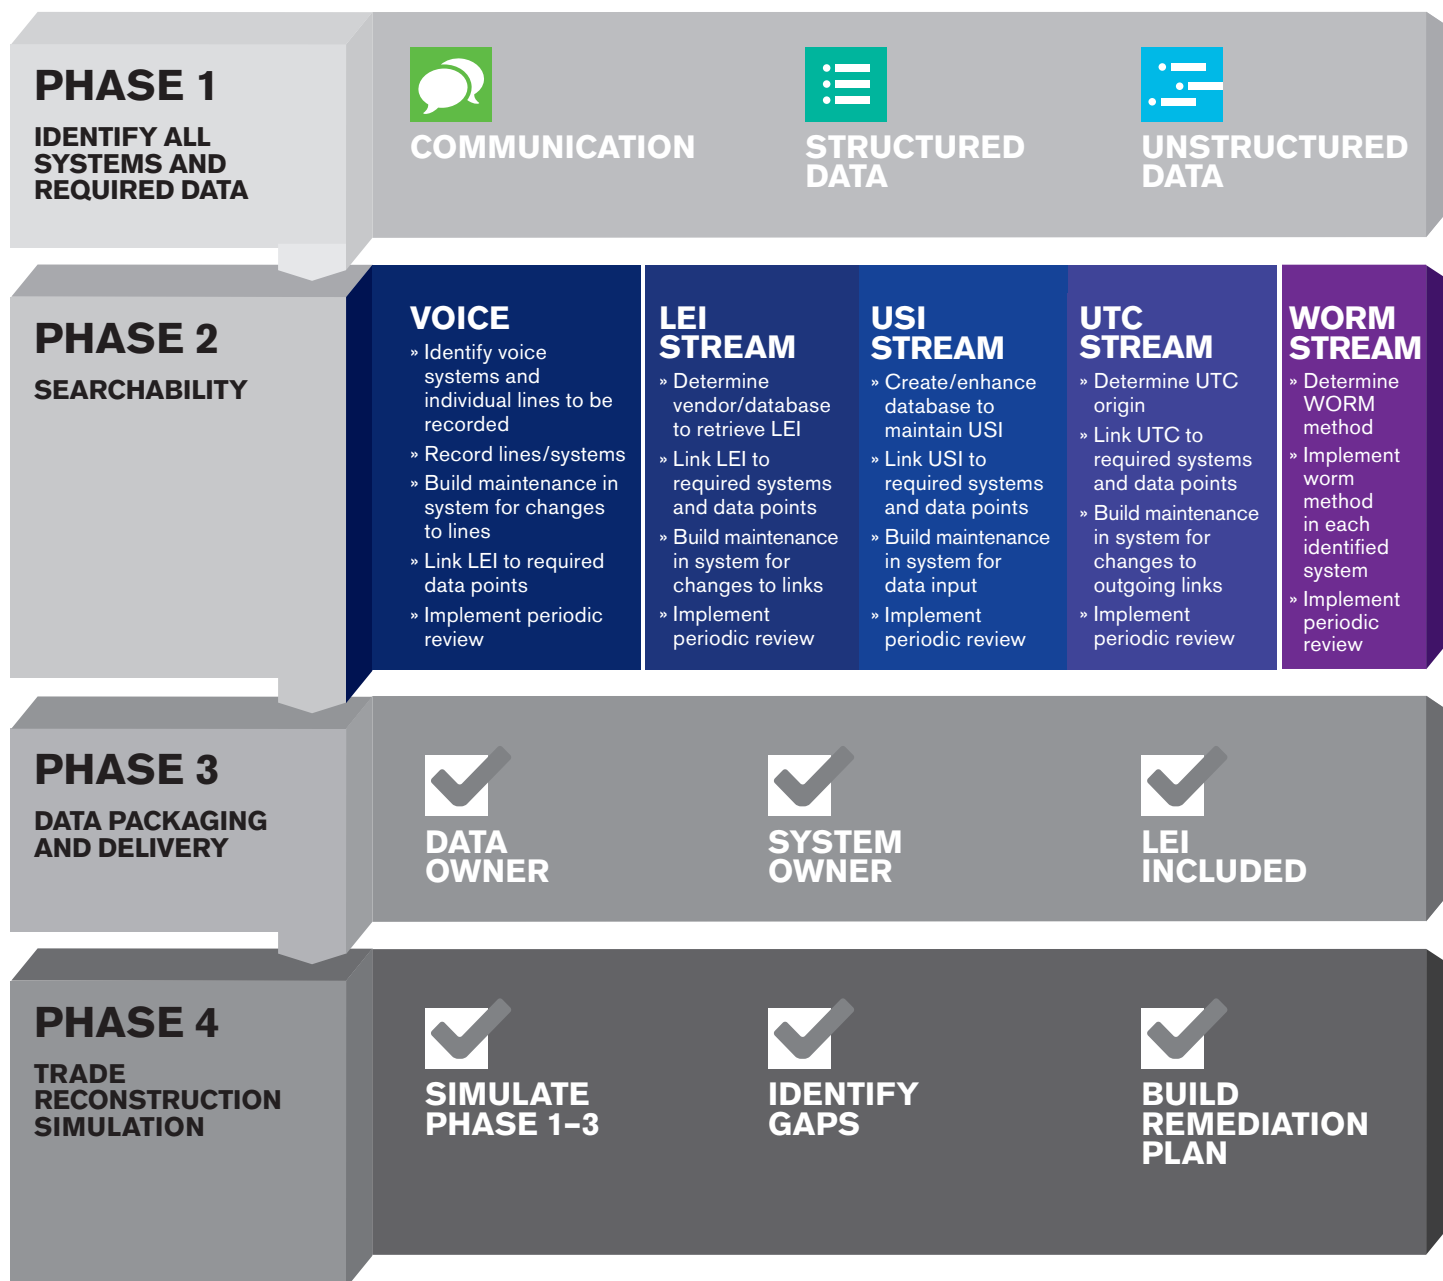 PHASE 1
IDENTIFY ALL
SYSTEMS AND
REQUIRED DATA
COMMUNICATION
STRUCTURED
DATA
UNSTRUCTURED
DATA
PHASE 2
SEARCHABILITY
VOICE
» Identify voice
systems and
individual lines to be
recorded
» Record lines/systems
» Build maintenance in
system for changes
to lines
» Link LEI to required
data points
» Implement periodic
review
LEI
STREAM
» Determine
vendor/database
to retrieve LEI
» Link LEI to
required systems
and data points
» Build maintenance
in system for
changes to links
» Implement
periodic review
USI
STREAM
» Create/enhance
database to
maintain USI
» Link USI to
required systems
and data points
» Build maintenance
in system for
data input
» Implement
periodic review
UTC
STREAM
» Determine UTC
origin
» Link UTC to
required systems
and data points
» Build maintenance
in system for
changes to
outgoing links
» Implement
periodic review
WORM
STREAM
» Determine
WORM
method
» Implement
worm
method
in each
identified
system
» Implement
periodic
review
PHASE 3
DATA PACKAGING
AND DELIVERY
DATA
OWNER
SYSTEM
OWNER
LEI
INCLUDED
PHASE 4
TRADE
RECONSTRUCTION
SIMULATION
SIMULATE
PHASE 1–3
IDENTIFY
GAPS
BUILD
REMEDIATION
PLAN